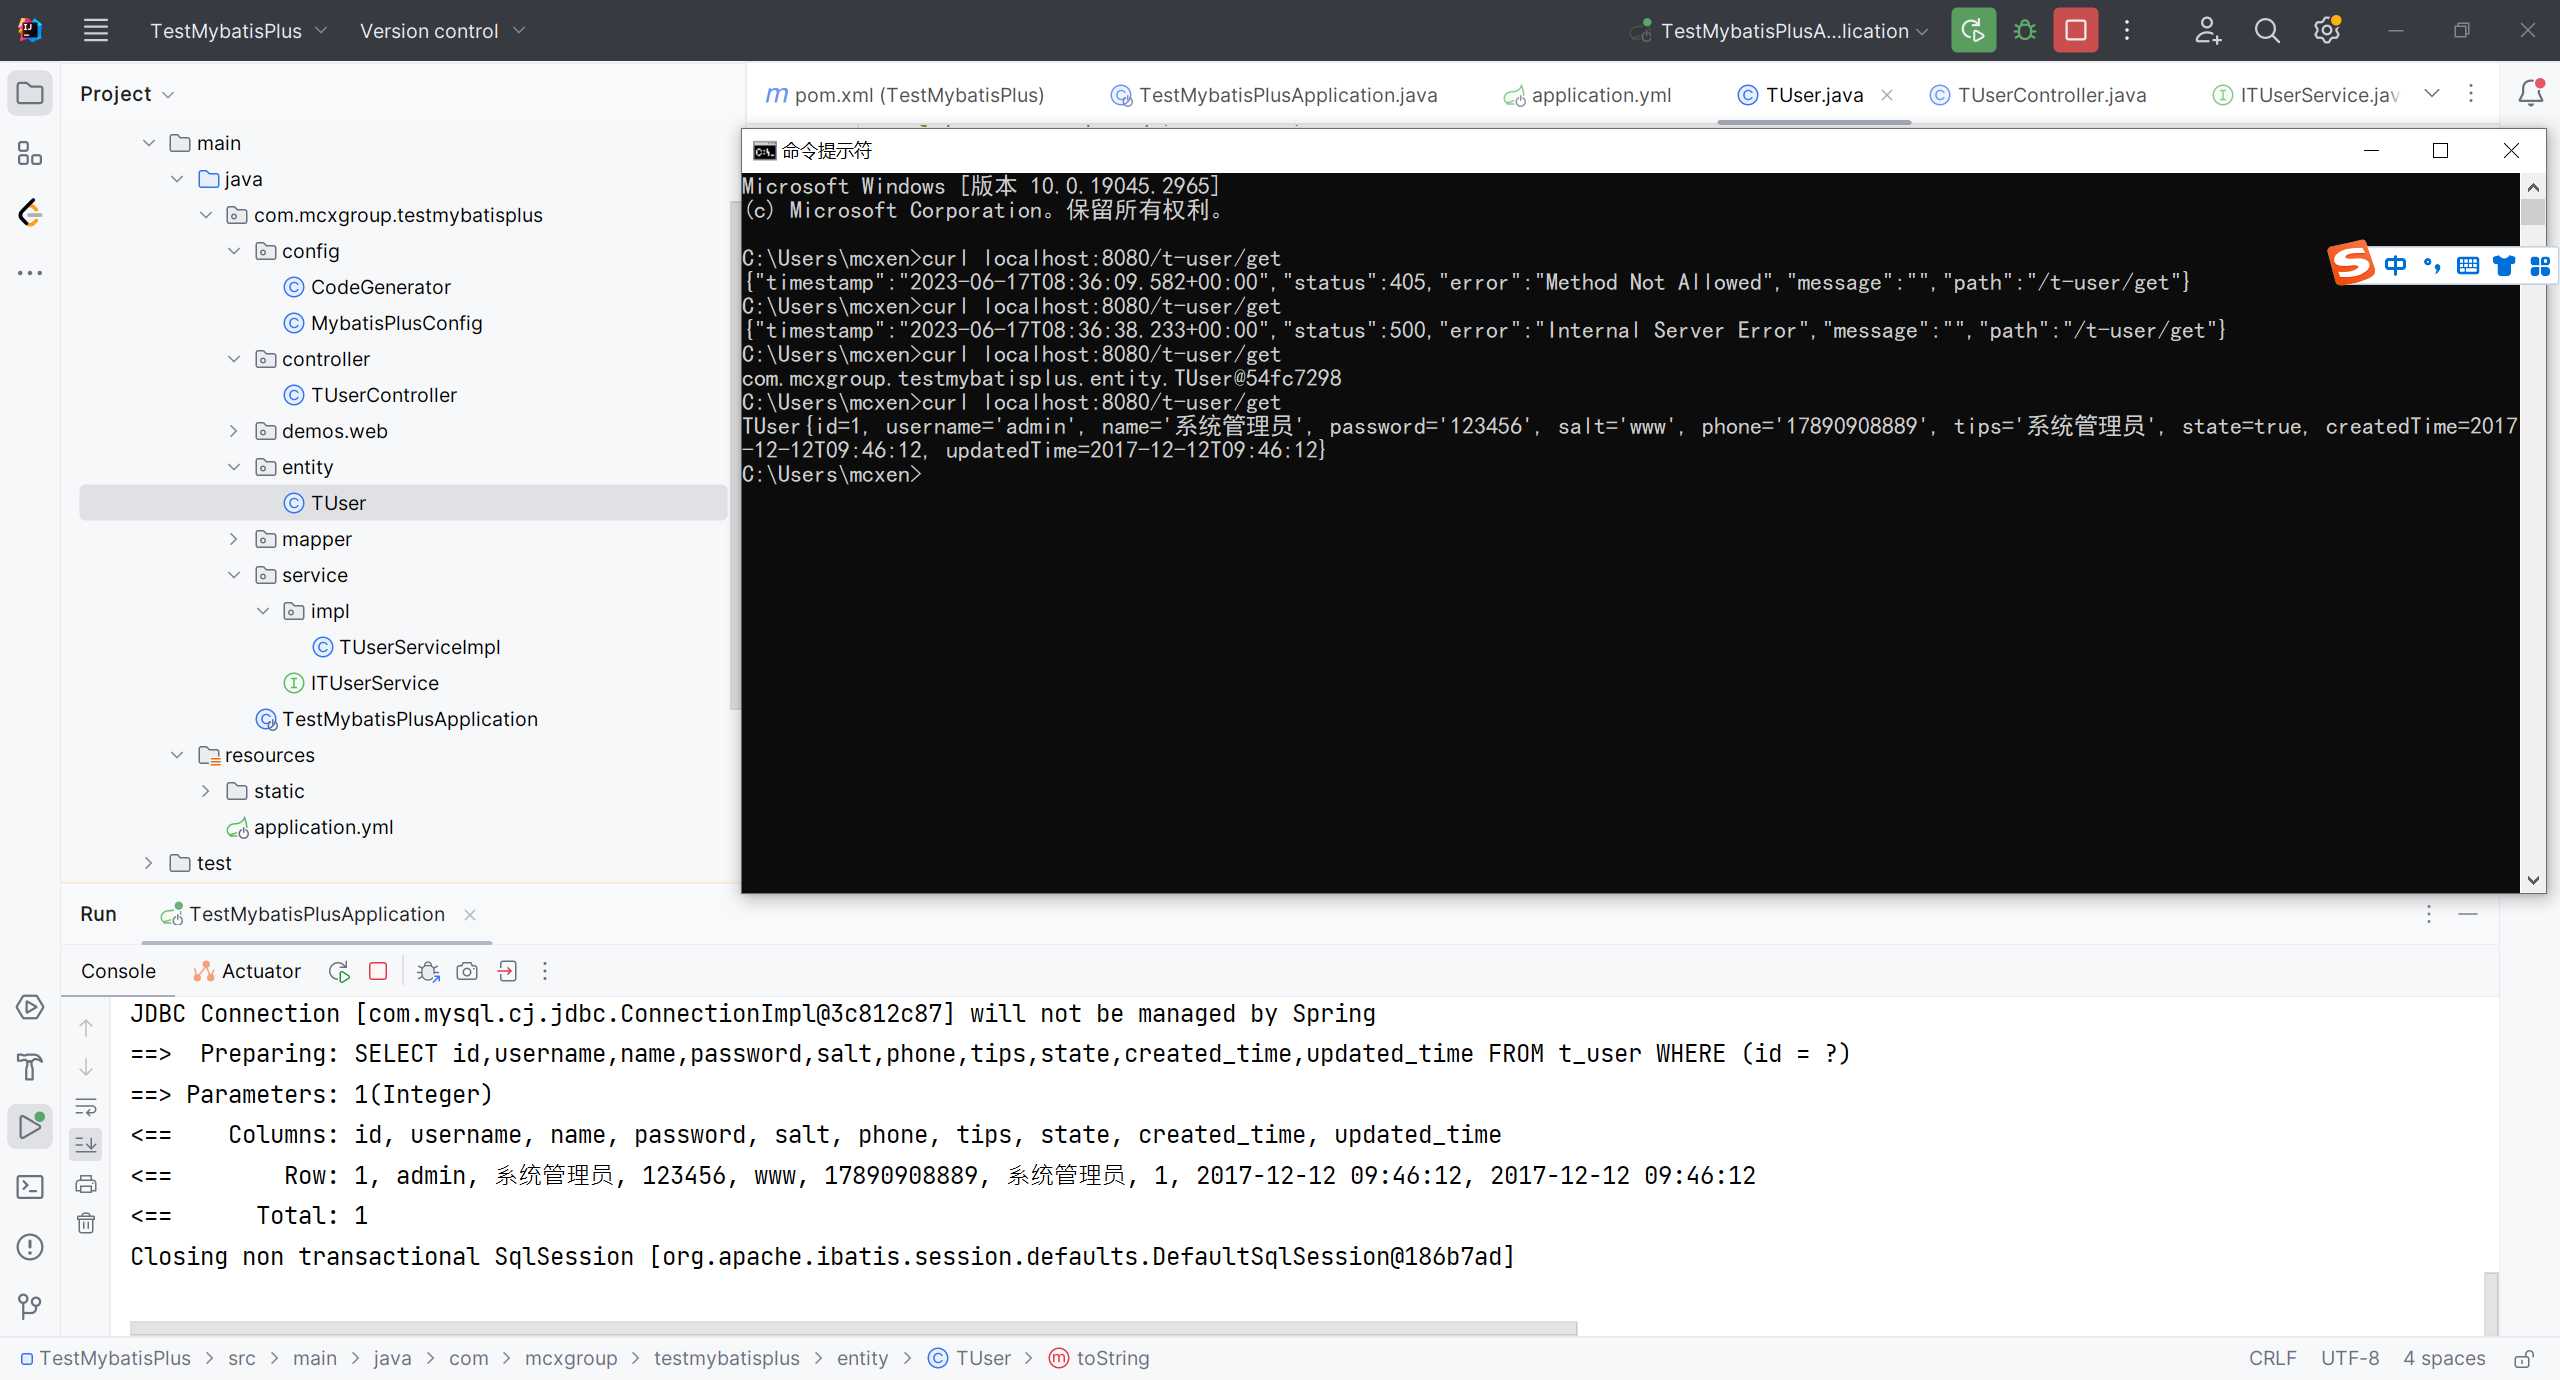 TestMybatisPlus
Version control
TestMybatisPlusA...lication
Project
pom.xml (TestMybatisPlus)
TestMybatisPlusApplication.java
application.yml
TUser.java
TUserController.java
ITUserService.jav
main
java
com.mcxgroup.testmybatisplus
config
CodeGenerator
MybatisPlusConfig
controller
TUserController
demos.web
entity
TUser
mapper
service
impl
TUserServiceImpl
ITUserService
TestMybatisPlusApplication
resources
static
application.yml
test
命令提示符
Microsoft Windows [版本 10.0.19045.2965]
(c) Microsoft Corporation。保留所有权利。
C:\Users\mcxen>curl localhost:8080/t-user/get
{"timestamp":"2023-06-17T08:36:09.582+00:00","status":405,"error":"Method Not Allowed","message":"","path":"/t-user/get"}
C:\Users\mcxen>curl localhost:8080/t-user/get
{"timestamp":"2023-06-17T08:36:38.233+00:00","status":500,"error":"Internal Server Error","message":"","path":"/t-user/get"}
C:\Users\mcxen>curl localhost:8080/t-user/get
com.mcxgroup.testmybatisplus.entity.TUser@54fc7298
C:\Users\mcxen>curl localhost:8080/t-user/get
TUser{id=1, username='admin', name='系统管理员', password='123456', salt='www', phone='17890908889', tips='系统管理员', state=true, createdTime=2017
-12-12T09:46:12, updatedTime=2017-12-12T09:46:12}
C:\Users\mcxen>
中
Run
TestMybatisPlusApplication
Console
Actuator
JDBC Connection [com.mysql.cj.jdbc.ConnectionImpl@3c812c87] will not be managed by Spring
==>  Preparing: SELECT id,username,name,password,salt,phone,tips,state,created_time,updated_time FROM t_user WHERE (id = ?)
==> Parameters: 1(Integer)
<==    Columns: id, username, name, password, salt, phone, tips, state, created_time, updated_time
<==        Row: 1, admin, 系统管理员, 123456, www, 17890908889, 系统管理员, 1, 2017-12-12 09:46:12, 2017-12-12 09:46:12
<==      Total: 1
Closing non transactional SqlSession [org.apache.ibatis.session.defaults.DefaultSqlSession@186b7ad]
TestMybatisPlus > src > main > java > com > mcxgroup > testmybatisplus > entity > TUser > toString
CRLF
UTF-8
4 spaces